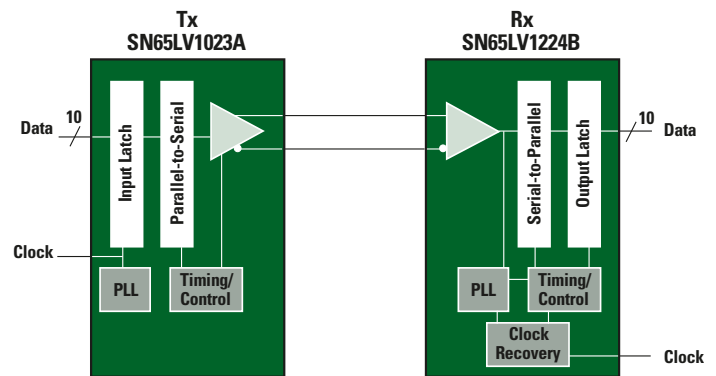 Tx
SN65LV1023A
Rx
SN65LV1224B
Data
10
Input Latch
Parallel-to-Serial
Clock
PLL
Timing/
Control
Serial-to-Parallel
Output Latch
10
Data
PLL
Timing/
Control
Clock
Recovery
Clock